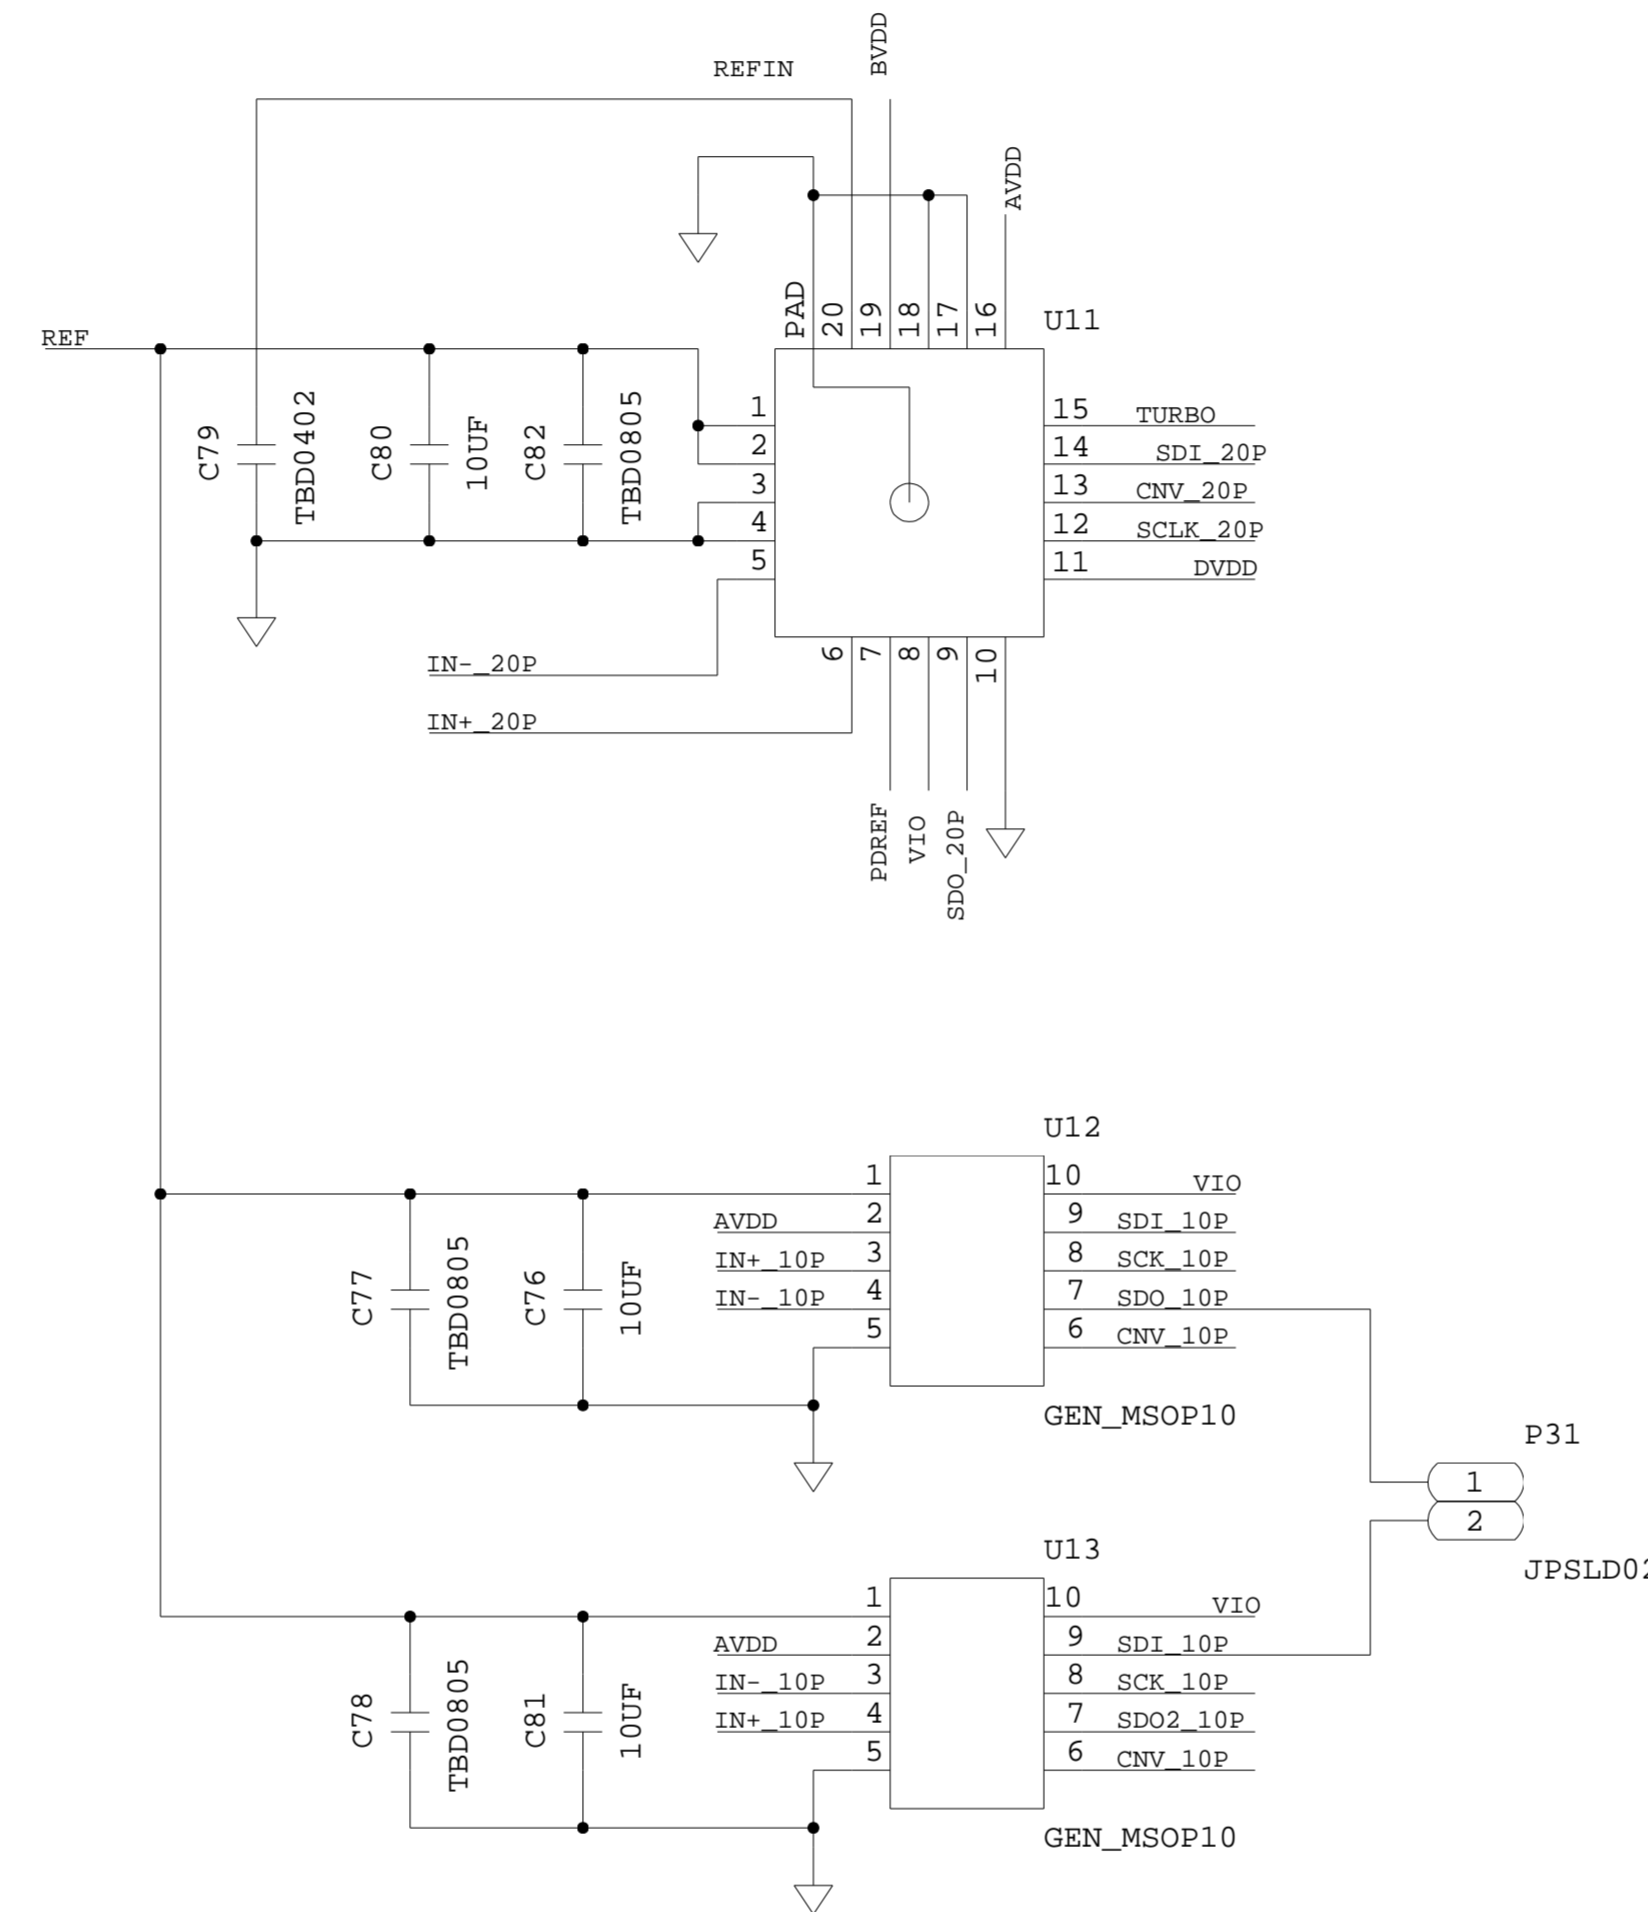 BVDD
REFIN
AVDD
PAD
20
19
18
17
16
U11
REF
C79
TBD0402
C80
10UF
C82
TBD0805
1
2
3
4
5
15 TURBO
14 SDI_20P
13 CNV_20P
12 SCLK_20P
11 DVDD
IN-_20P
IN+_20P
6
7
8
9
10
PDREF
VIO
SDO_20P
U12
1
AVDD 2
IN+_10P 3
IN-_10P 4
5
10 VIO
9 SDI_10P
8 SCK_10P
7 SDO_10P
6 CNV_10P
C77
TBD0805
C76
10UF
GEN_MSOP10
P31
1
2
JPSLD02
U13
1
AVDD 2
IN-_10P 3
IN+_10P 4
5
10 VIO
9 SDI_10P
8 SCK_10P
7 SDO2_10P
6 CNV_10P
C78
TBD0805
C81
10UF
GEN_MSOP10